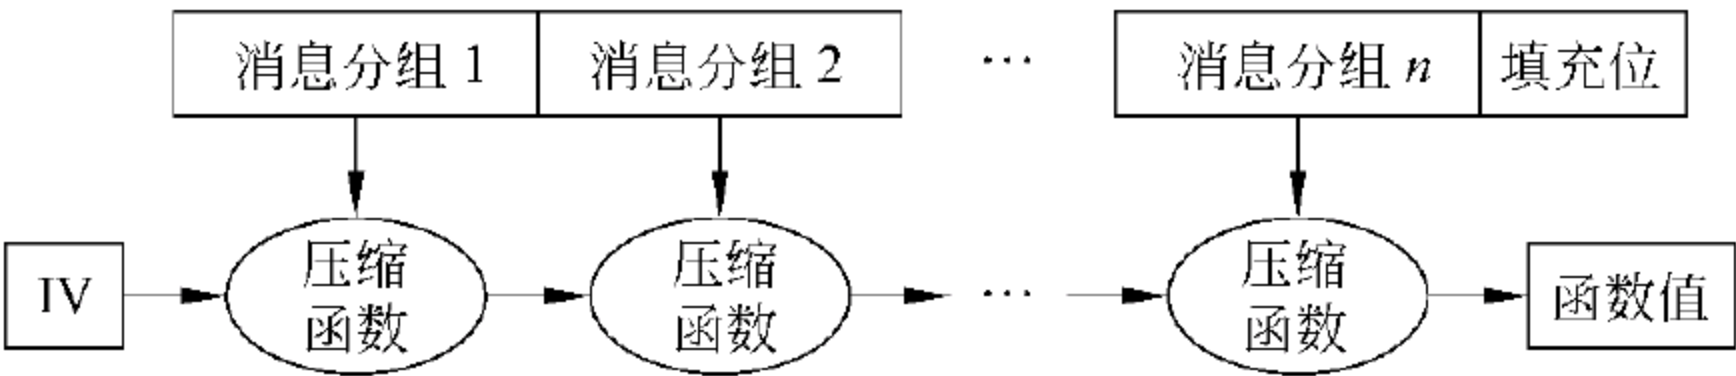 消息分组 1 消息分组 2 … 消息分组 n 填充位
IV 压缩 函数 压缩 函数 … 压缩 函数 函数值